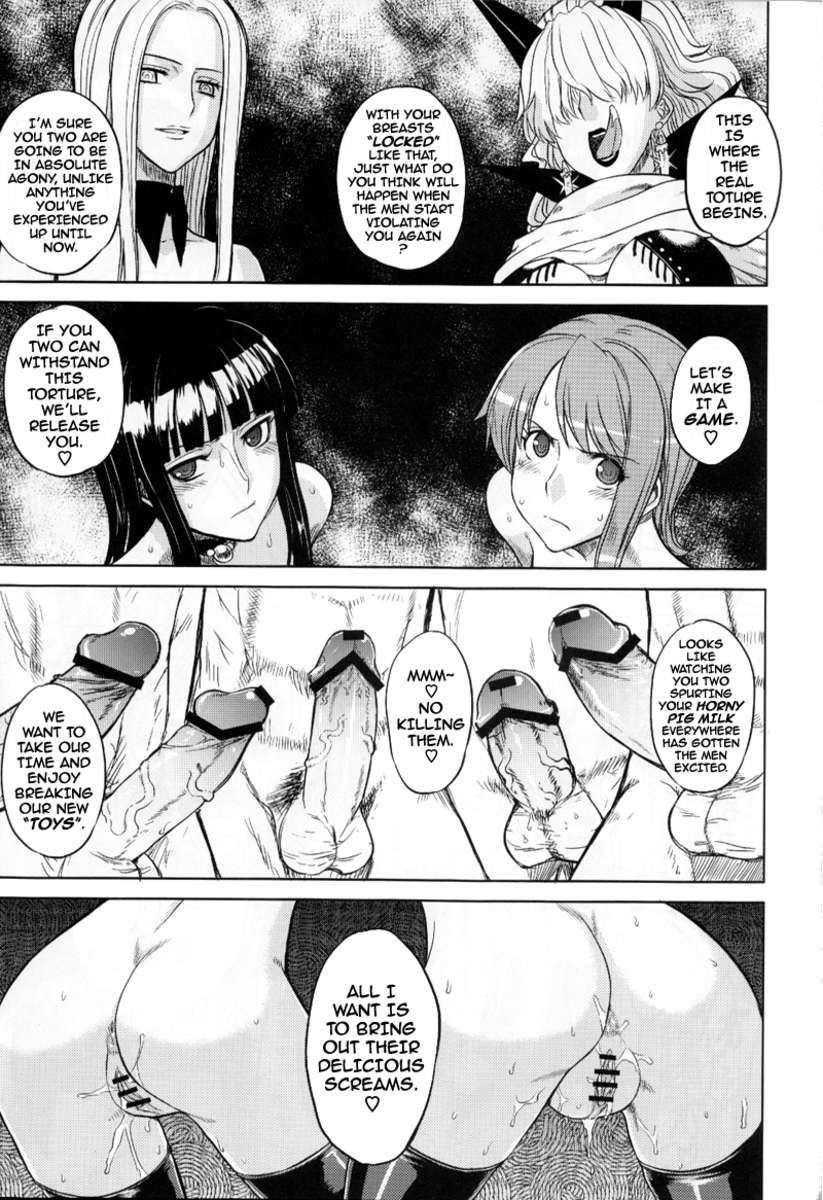 THIS
IS
WHERE
THE
REAL
TOTURE
BEGINS.
WITH YOUR
BREASTS
"LOCKED"
LIKE THAT,
JUST WHAT DO
YOU THINK WILL
HAPPEN WHEN
THE MEN START
VIOLATING
YOU AGAIN
?
I'M SURE
YOU TWO ARE
GOING TO BE
IN ABSOLUTE
AGONY, UNLIKE
ANYTHING
YOU'VE
EXPERIENCED
UP UNTIL
NOW.
LET'S
MAKE
IT A
GAME.
♡
IF YOU
TWO CAN
WITHSTAND
THIS
TORTURE,
WE'LL
RELEASE
YOU.
♡
LOOKS
LIKE
WATCHING
YOU TWO
SPURTING
YOUR HORNY
PIG MILK
EVERYWHERE
HAS GOTTEN
THE MEN
EXCITED.
MMM~
♡
NO
KILLING
THEM.
♡
WE
WANT TO
TAKE OUR
TIME AND
ENJOY
BREAKING
OUR NEW
"TOYS".
ALL I
WANT IS
TO BRING
OUT THEIR
DELICIOUS
SCREAMS.
♡